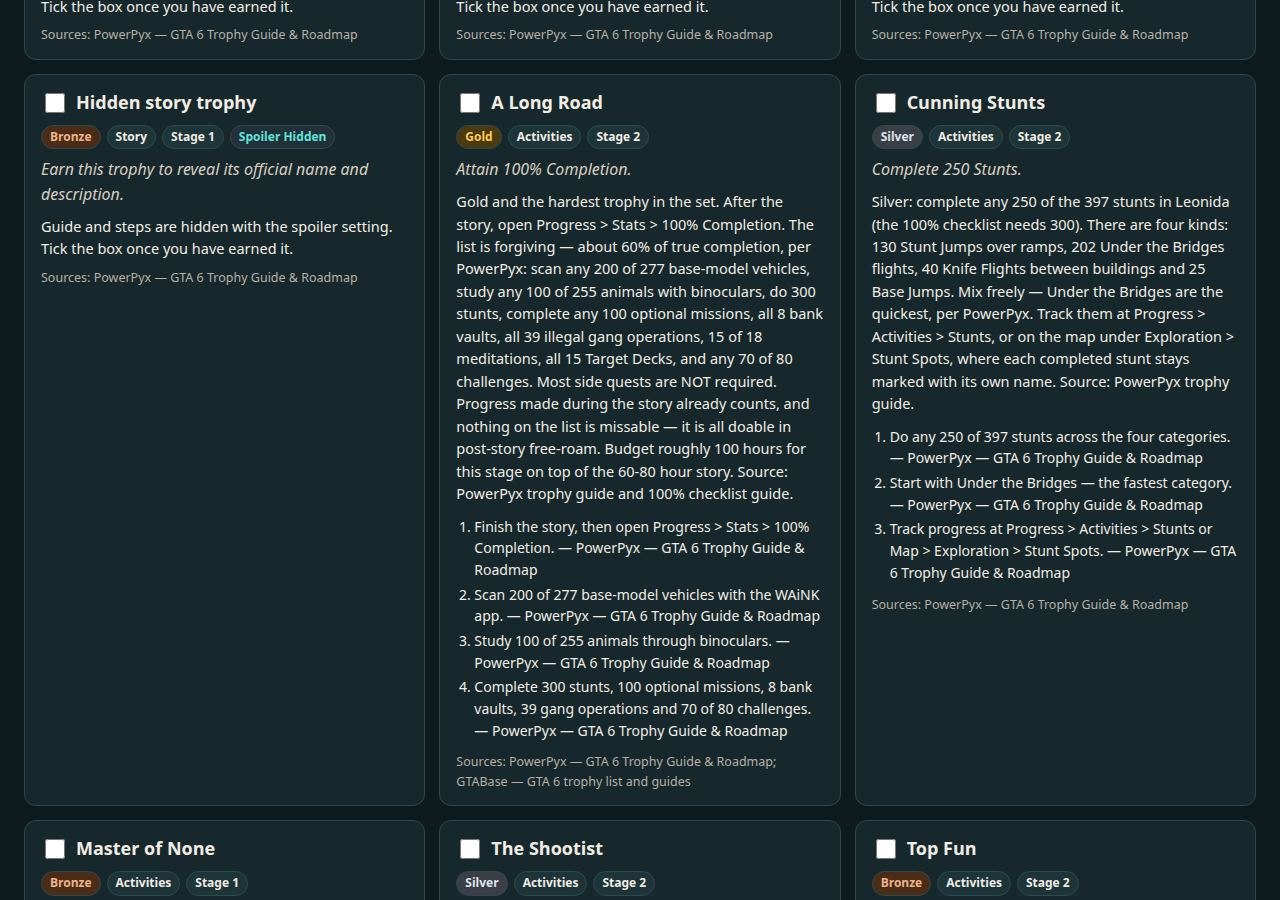 Tick the box once you have earned it.
Sources: PowerPyx — GTA 6 Trophy Guide & Roadmap
Tick the box once you have earned it.
Sources: PowerPyx — GTA 6 Trophy Guide & Roadmap
Tick the box once you have earned it.
Sources: PowerPyx — GTA 6 Trophy Guide & Roadmap
Hidden story trophy
Bronze Story Stage 1 Spoiler Hidden
Earn this trophy to reveal its official name and
description.
Guide and steps are hidden with the spoiler setting.
Tick the box once you have earned it.
Sources: PowerPyx — GTA 6 Trophy Guide & Roadmap
A Long Road
Gold Activities Stage 2
Attain 100% Completion.
Gold and the hardest trophy in the set. After the
story, open Progress > Stats > 100% Completion. The
list is forgiving — about 60% of true completion, per
PowerPyx: scan any 200 of 277 base-model vehicles,
study any 100 of 255 animals with binoculars, do 300
stunts, complete any 100 optional missions, all 8 bank
vaults, all 39 illegal gang operations, 15 of 18
meditations, all 15 Target Decks, and any 70 of 80
challenges. Most side quests are NOT required.
Progress made during the story already counts, and
nothing on the list is missable — it is all doable in
post-story free-roam. Budget roughly 100 hours for
this stage on top of the 60-80 hour story. Source:
PowerPyx trophy guide and 100% checklist guide.
1. Finish the story, then open Progress > Stats > 100%
Completion. — PowerPyx — GTA 6 Trophy Guide &
Roadmap
2. Scan 200 of 277 base-model vehicles with the WAiNK
app. — PowerPyx — GTA 6 Trophy Guide & Roadmap
3. Study 100 of 255 animals through binoculars. —
PowerPyx — GTA 6 Trophy Guide & Roadmap
4. Complete 300 stunts, 100 optional missions, 8 bank
vaults, 39 gang operations and 70 of 80 challenges.
— PowerPyx — GTA 6 Trophy Guide & Roadmap
Sources: PowerPyx — GTA 6 Trophy Guide & Roadmap;
GTABase — GTA 6 trophy list and guides
Cunning Stunts
Silver Activities Stage 2
Complete 250 Stunts.
Silver: complete any 250 of the 397 stunts in Leonida
(the 100% checklist needs 300). There are four kinds:
130 Stunt Jumps over ramps, 202 Under the Bridges
flights, 40 Knife Flights between buildings and 25
Base Jumps. Mix freely — Under the Bridges are the
quickest, per PowerPyx. Track them at Progress >
Activities > Stunts, or on the map under Exploration >
Stunt Spots, where each completed stunt stays
marked with its own name. Source: PowerPyx trophy
guide.
1. Do any 250 of 397 stunts across the four categories.
— PowerPyx — GTA 6 Trophy Guide & Roadmap
2. Start with Under the Bridges — the fastest category.
— PowerPyx — GTA 6 Trophy Guide & Roadmap
3. Track progress at Progress > Activities > Stunts or
Map > Exploration > Stunt Spots. — PowerPyx — GTA
6 Trophy Guide & Roadmap
Sources: PowerPyx — GTA 6 Trophy Guide & Roadmap
Master of None
Bronze Activities Stage 1
The Shootist
Silver Activities Stage 2
Top Fun
Bronze Activities Stage 2